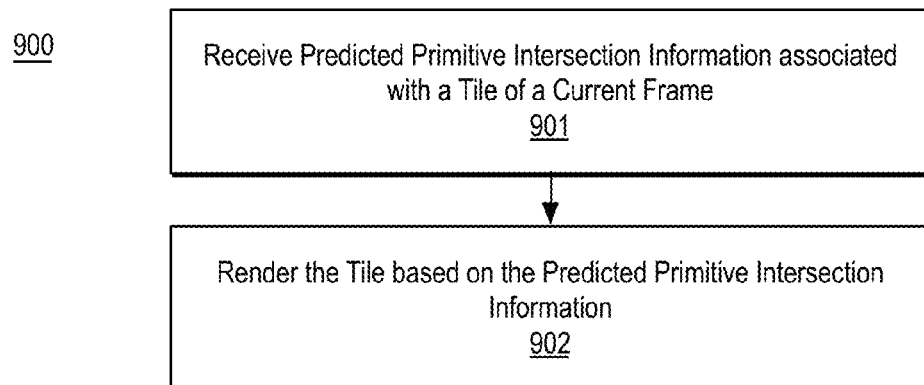 900
Receive Predicted Primitive Intersection Information associated
with a Tile of a Current Frame
901
Render the Tile based on the Predicted Primitive Intersection
Information
902